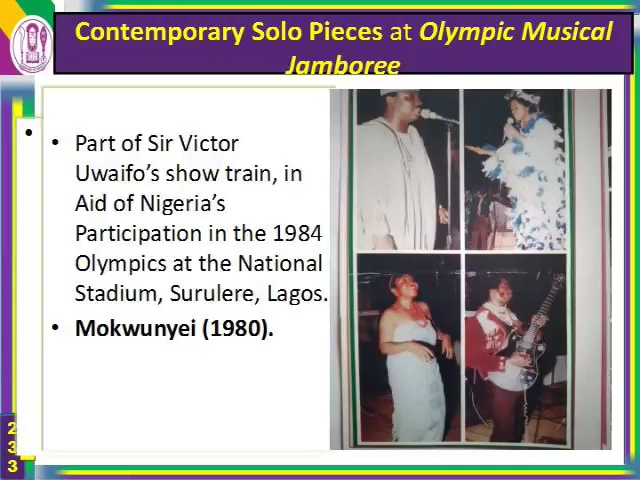 Contemporary Solo Pieces at Olympic Musical
Jamboree
•
• Part of Sir Victor
Uwaifo’s show train, in
Aid of Nigeria’s
Participation in the 1984
Olympics at the National
Stadium, Surulere, Lagos.
• Mokwunyei (1980).
2
3
3